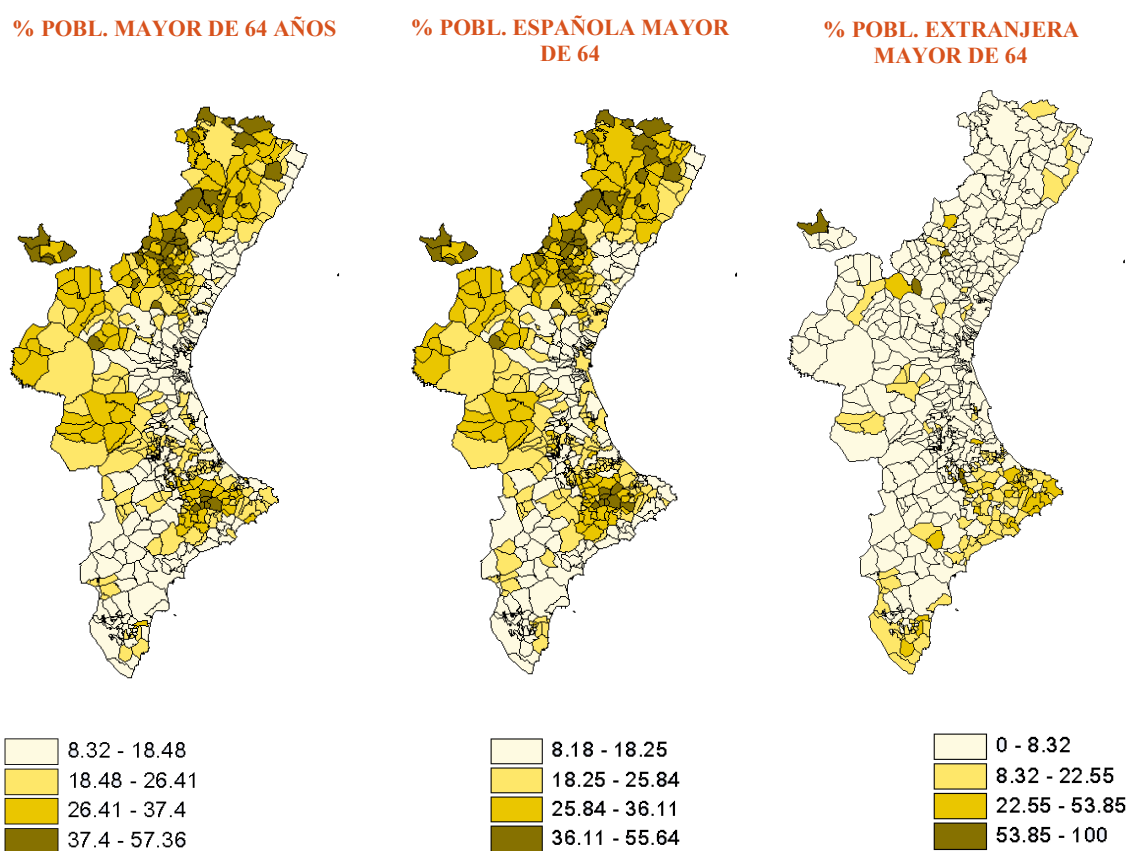 % POBL. MAYOR DE 64 AÑOS
% POBL. ESPAÑOLA MAYOR
DE 64
% POBL. EXTRANJERA
MAYOR DE 64
8.32 - 18.48
18.48 - 26.41
26.41 - 37.4
37.4 - 57.36
8.18 - 18.25
18.25 - 25.84
25.84 - 36.11
36.11 - 55.64
0 - 8.32
8.32 - 22.55
22.55 - 53.85
53.85 - 100